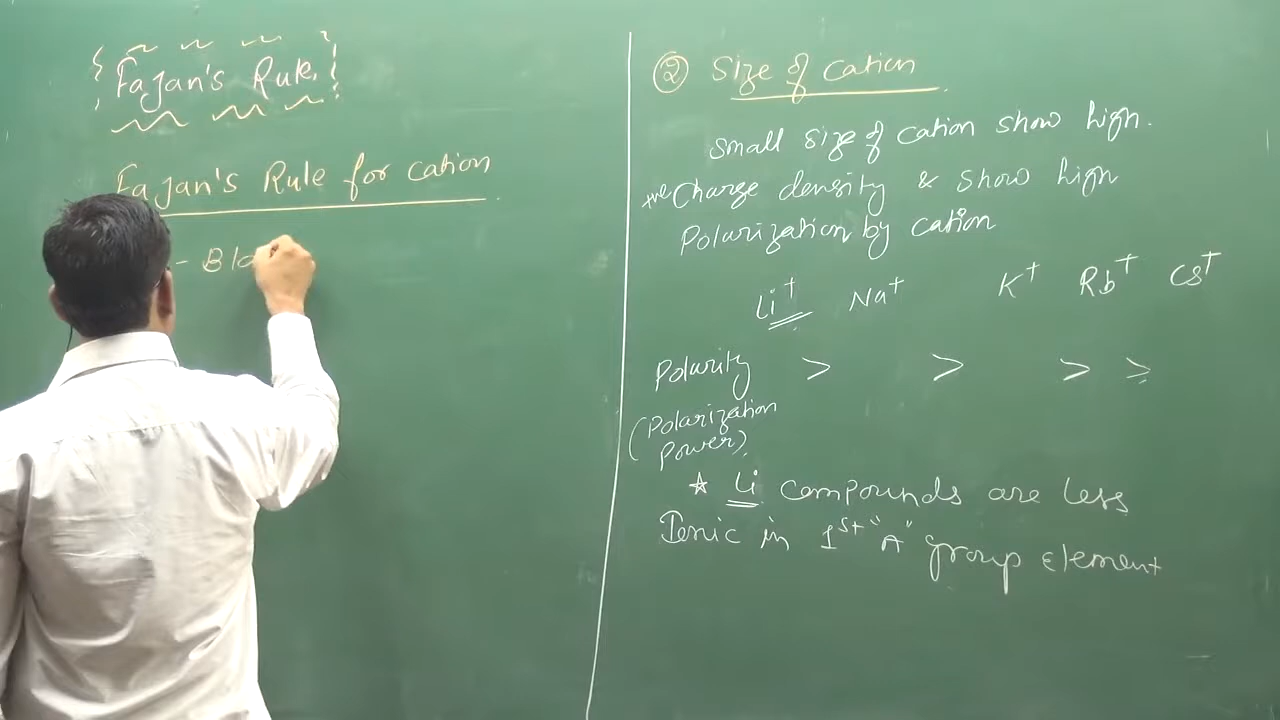 Fajan's Rule
Fajan's Rule for cation
- Blo
② Size of Cation
Small size of cation show high.
+ve Charge density & show high
Polarization by cation
Li⁺ Na⁺ K⁺ Rb⁺ Cs⁺
Polarity > > > >
(Polarization
Power).
☆ Li compounds are less
Ionic in 1st "A" group element